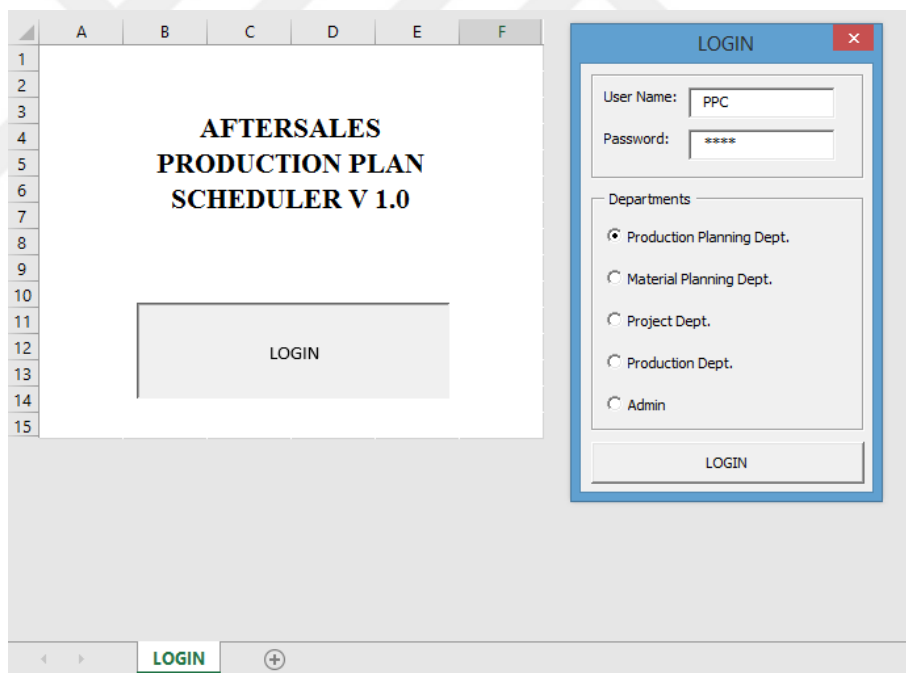 A B C D E F
1
2
3
4
5
6
7
8
9
10
11
12
13
14
15
AFTERSALES
PRODUCTION PLAN
SCHEDULER V 1.0
LOGIN
LOGIN
User Name: PPC
Password: ****
Departments
Production Planning Dept.
Material Planning Dept.
Project Dept.
Production Dept.
Admin
LOGIN
LOGIN